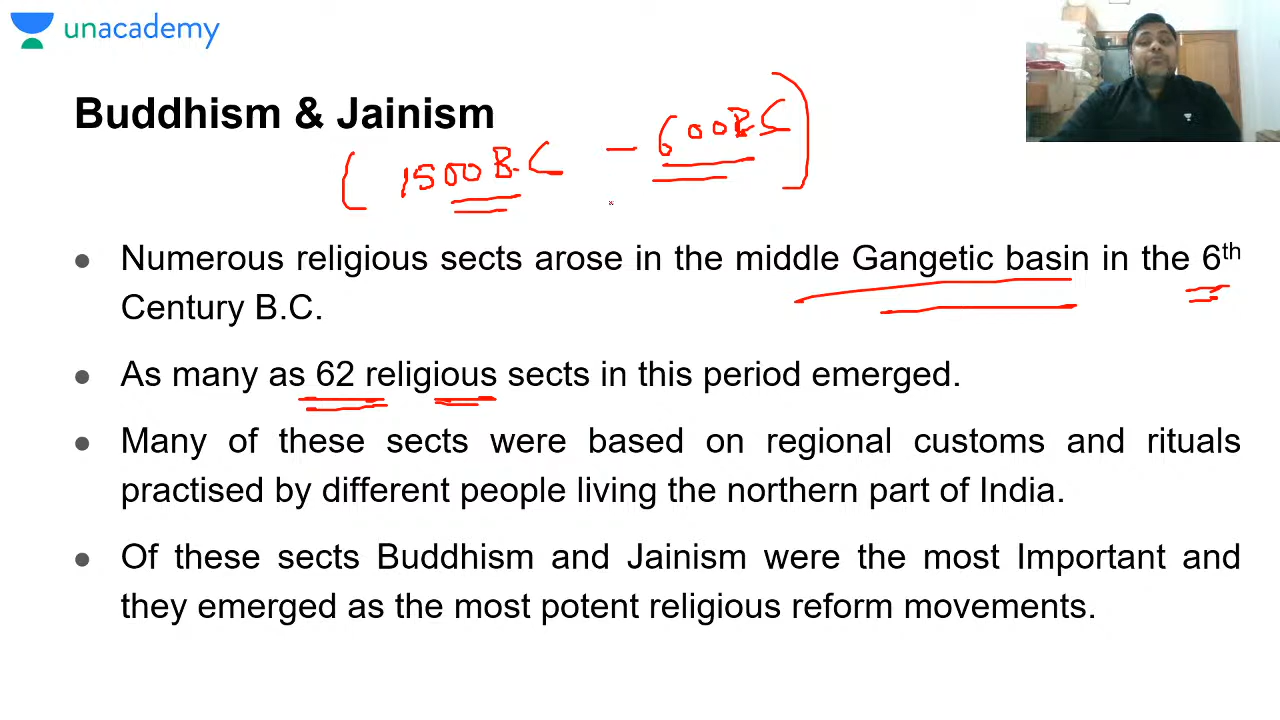 unacademy
Buddhism & Jainism
( 1500 B.C – 600 BC )
• Numerous religious sects arose in the middle Gangetic basin in the 6th
Century B.C.
• As many as 62 religious sects in this period emerged.
• Many of these sects were based on regional customs and rituals
practised by different people living the northern part of India.
• Of these sects Buddhism and Jainism were the most Important and
they emerged as the most potent religious reform movements.